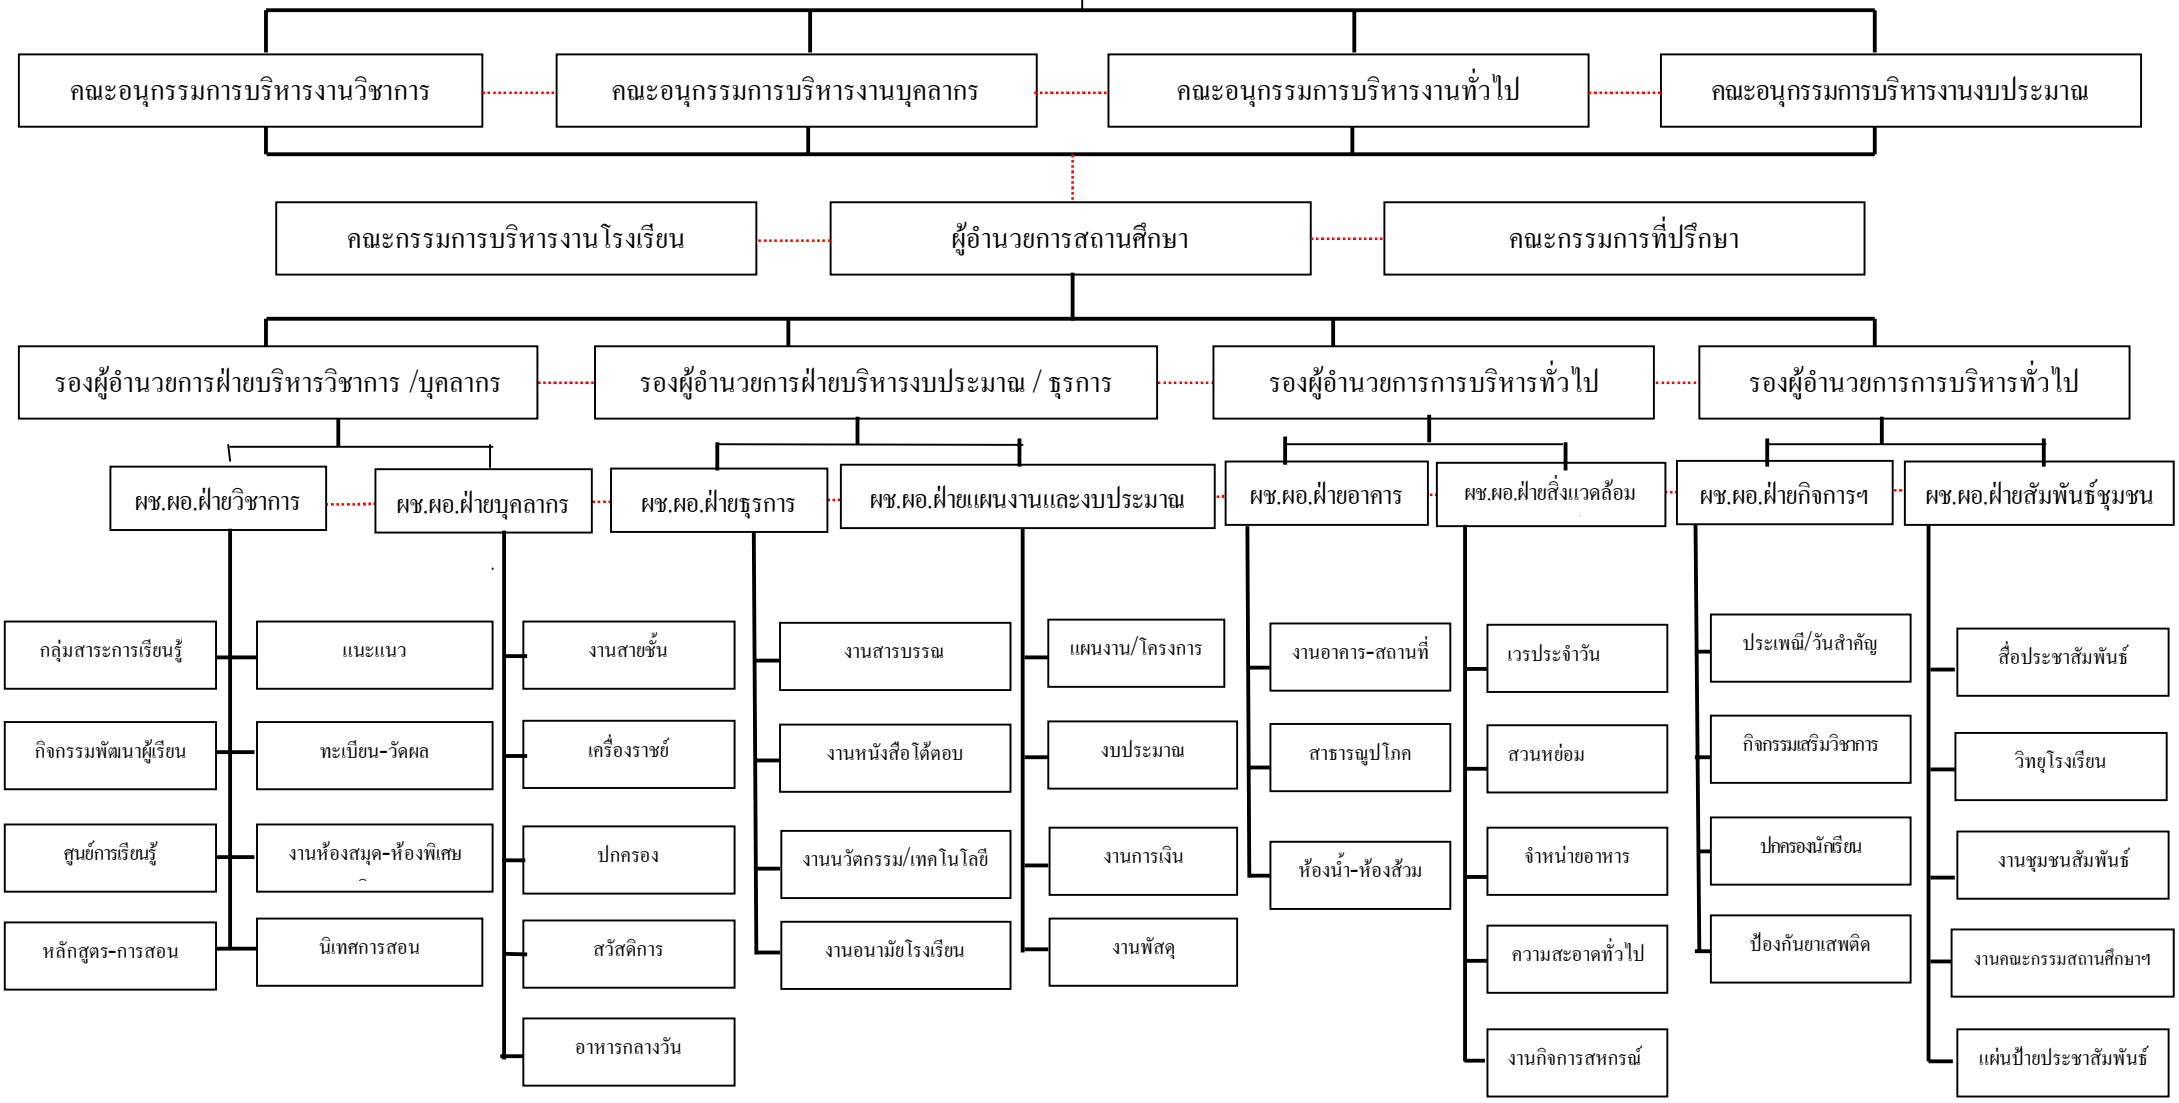 คณะอนุกรรมการบริหารงานวิชาการ
คณะอนุกรรมการบริหารงานบุคลากร
คณะอนุกรรมการบริหารงานทั่วไป
คณะอนุกรรมการบริหารงานงบประมาณ
คณะกรรมการบริหารงานโรงเรียน
ผู้อำนวยการสถานศึกษา
คณะกรรมการที่ปรึกษา
รองผู้อำนวยการฝ่ายบริหารวิชาการ /บุคลากร
รองผู้อำนวยการฝ่ายบริหารงบประมาณ / ธุรการ
รองผู้อำนวยการการบริหารทั่วไป
รองผู้อำนวยการการบริหารทั่วไป
ผช.ผอ.ฝ่ายวิชาการ
ผช.ผอ.ฝ่ายบุคลากร
ผช.ผอ.ฝ่ายธุรการ
ผช.ผอ.ฝ่ายแผนงานและงบประมาณ
ผช.ผอ.ฝ่ายอาคาร
ผช.ผอ.ฝ่ายสิ่งแวดล้อม
ผช.ผอ.ฝ่ายกิจการฯ
ผช.ผอ.ฝ่ายสัมพันธ์ชุมชน
กลุ่มสาระการเรียนรู้
แนะแนว
งานสายชั้น
งานสารบรรณ
แผนงาน/โครงการ
งานอาคาร-สถานที่
เวรประจำวัน
ประเพณี/วันสำคัญ
สื่อประชาสัมพันธ์
กิจกรรมพัฒนาผู้เรียน
ทะเบียน-วัดผล
เครื่องราชย์
งานหนังสือโต้ตอบ
งบประมาณ
สาธารณูปโภค
สวนหย่อม
กิจกรรมเสริมวิชาการ
วิทยุโรงเรียน
ศูนย์การเรียนรู้
งานห้องสมุด-ห้องพิเศษ
ปกครอง
งานนวัตกรรม/เทคโนโลยี
งานการเงิน
ห้องน้ำ-ห้องส้วม
จำหน่ายอาหาร
ปกครองนักเรียน
งานชุมชนสัมพันธ์
หลักสูตร-การสอน
นิเทศการสอน
สวัสดิการ
งานอนามัยโรงเรียน
งานพัสดุ
ความสะอาดทั่วไป
ป้องกันยาเสพติด
งานคณะกรรมสถานศึกษาฯ
อาหารกลางวัน
งานกิจการสหกรณ์
แผ่นป้ายประชาสัมพันธ์